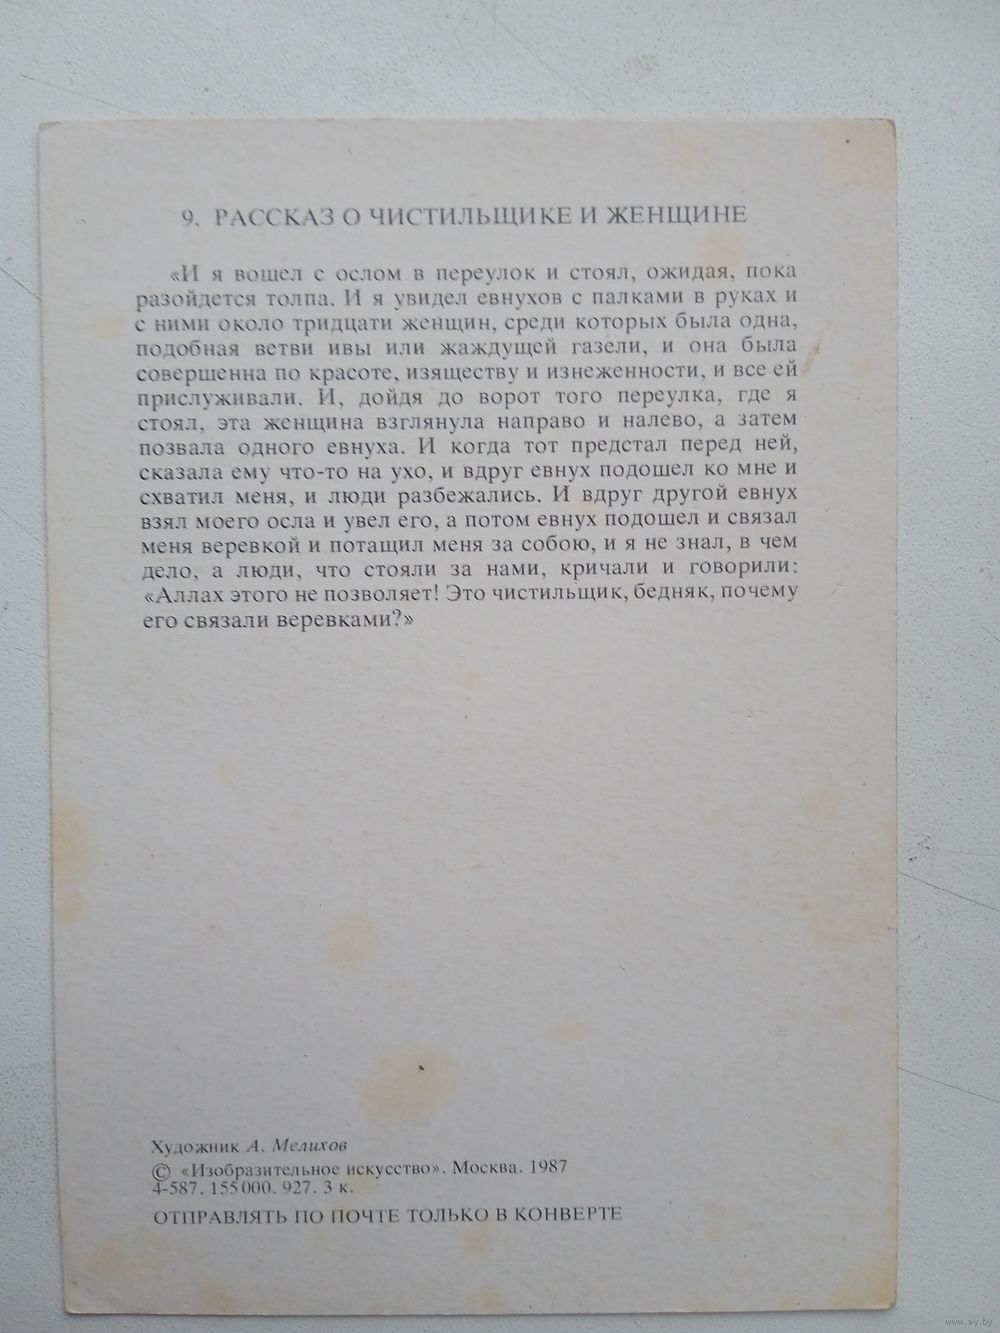 9. РАССКАЗ О ЧИСТИЛЬЩИКЕ И ЖЕНЩИНЕ
«И я вошел с ослом в переулок и стоял, ожидая, пока
разойдется толпа. И я увидел евнухов с палками в руках и
с ними около тридцати женщин, среди которых была одна,
подобная ветви ивы или жаждущей газели, и она была
совершенна по красоте, изяществу и изнеженности, и все ей
прислуживали. И, дойдя до ворот того переулка, где я
стоял, эта женщина взглянула направо и налево, а затем
позвала одного евнуха. И когда тот предстал перед ней,
сказала ему что-то на ухо, и вдруг евнух подошел ко мне и
схватил меня, и люди разбежались. И вдруг другой евнух
взял моего осла и увел его, а потом евнух подошел и связал
меня веревкой и потащил меня за собою, и я не знал, в чем
дело, а люди, что стояли за нами, кричали и говорили:
«Аллах этого не позволяет! Это чистильщик, бедняк, почему
его связали веревками?»
Художник А. Мелихов
© «Изобразительное искусство». Москва. 1987
4-587. 155 000. 927. 3 к.
ОТПРАВЛЯТЬ ПО ПОЧТЕ ТОЛЬКО В КОНВЕРТЕ
www.ay.by